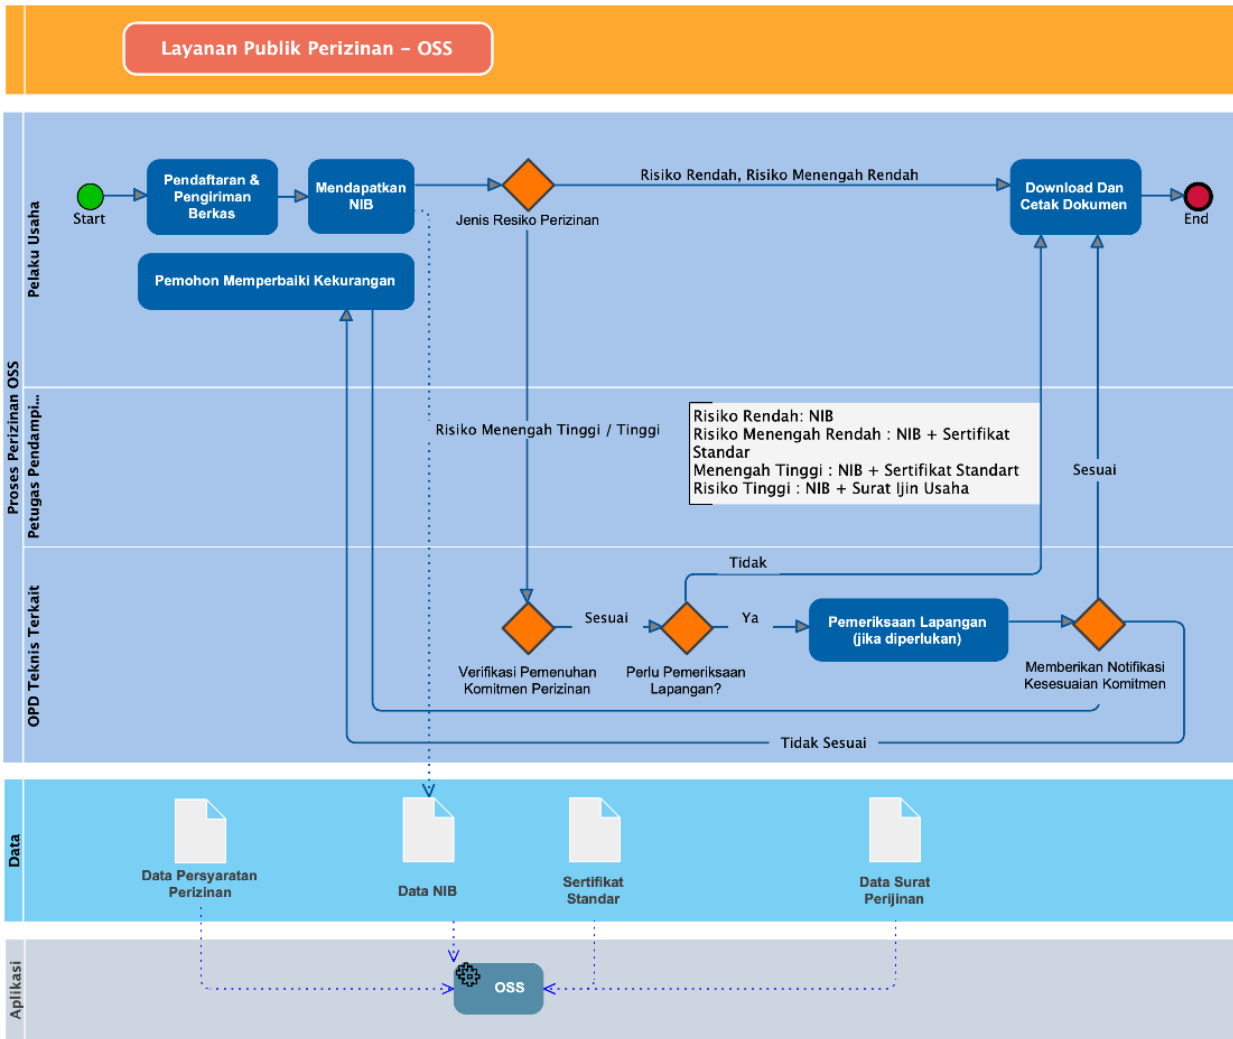 Layanan Publik Perizinan – OSS
Proses Perizinan OSS
Pelaku Usaha
Start
Pendaftaran &
Pengiriman
Berkas
Mendapatkan
NIB
Jenis Resiko Perizinan
Risiko Rendah, Risiko Menengah Rendah
Download Dan
Cetak Dokumen
End
Pemohon Memperbaiki Kekurangan
Petugas Pendampi...
Risiko Menengah Tinggi / Tinggi
Risiko Rendah: NIB
Risiko Menengah Rendah : NIB + Sertifikat
Standar
Menengah Tinggi : NIB + Sertifikat Standart
Risiko Tinggi : NIB + Surat Ijin Usaha
Sesuai
OPD Teknis Terkait
Tidak
Verifikasi Pemenuhan
Komitmen Perizinan
Sesuai
Perlu Pemeriksaan
Lapangan?
Ya
Pemeriksaan Lapangan
(jika diperlukan)
Memberikan Notifikasi
Kesesuaian Komitmen
Tidak Sesuai
Data
Data Persyaratan
Perizinan
Data NIB
Sertifikat
Standar
Data Surat
Perijinan
Aplikasi
OSS